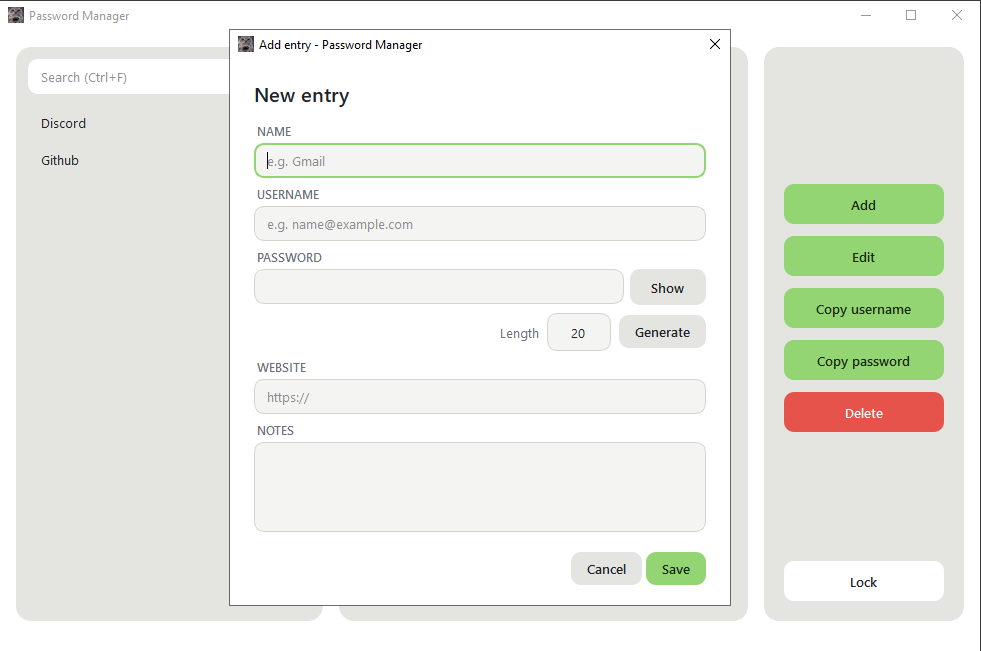 Password Manager
Search (Ctrl+F)
Discord
Github
Add entry - Password Manager
New entry
NAME
e.g. Gmail
USERNAME
e.g. name@example.com
PASSWORD
Show
Length
20
Generate
WEBSITE
https://
NOTES
Cancel
Save
Add
Edit
Copy username
Copy password
Delete
Lock